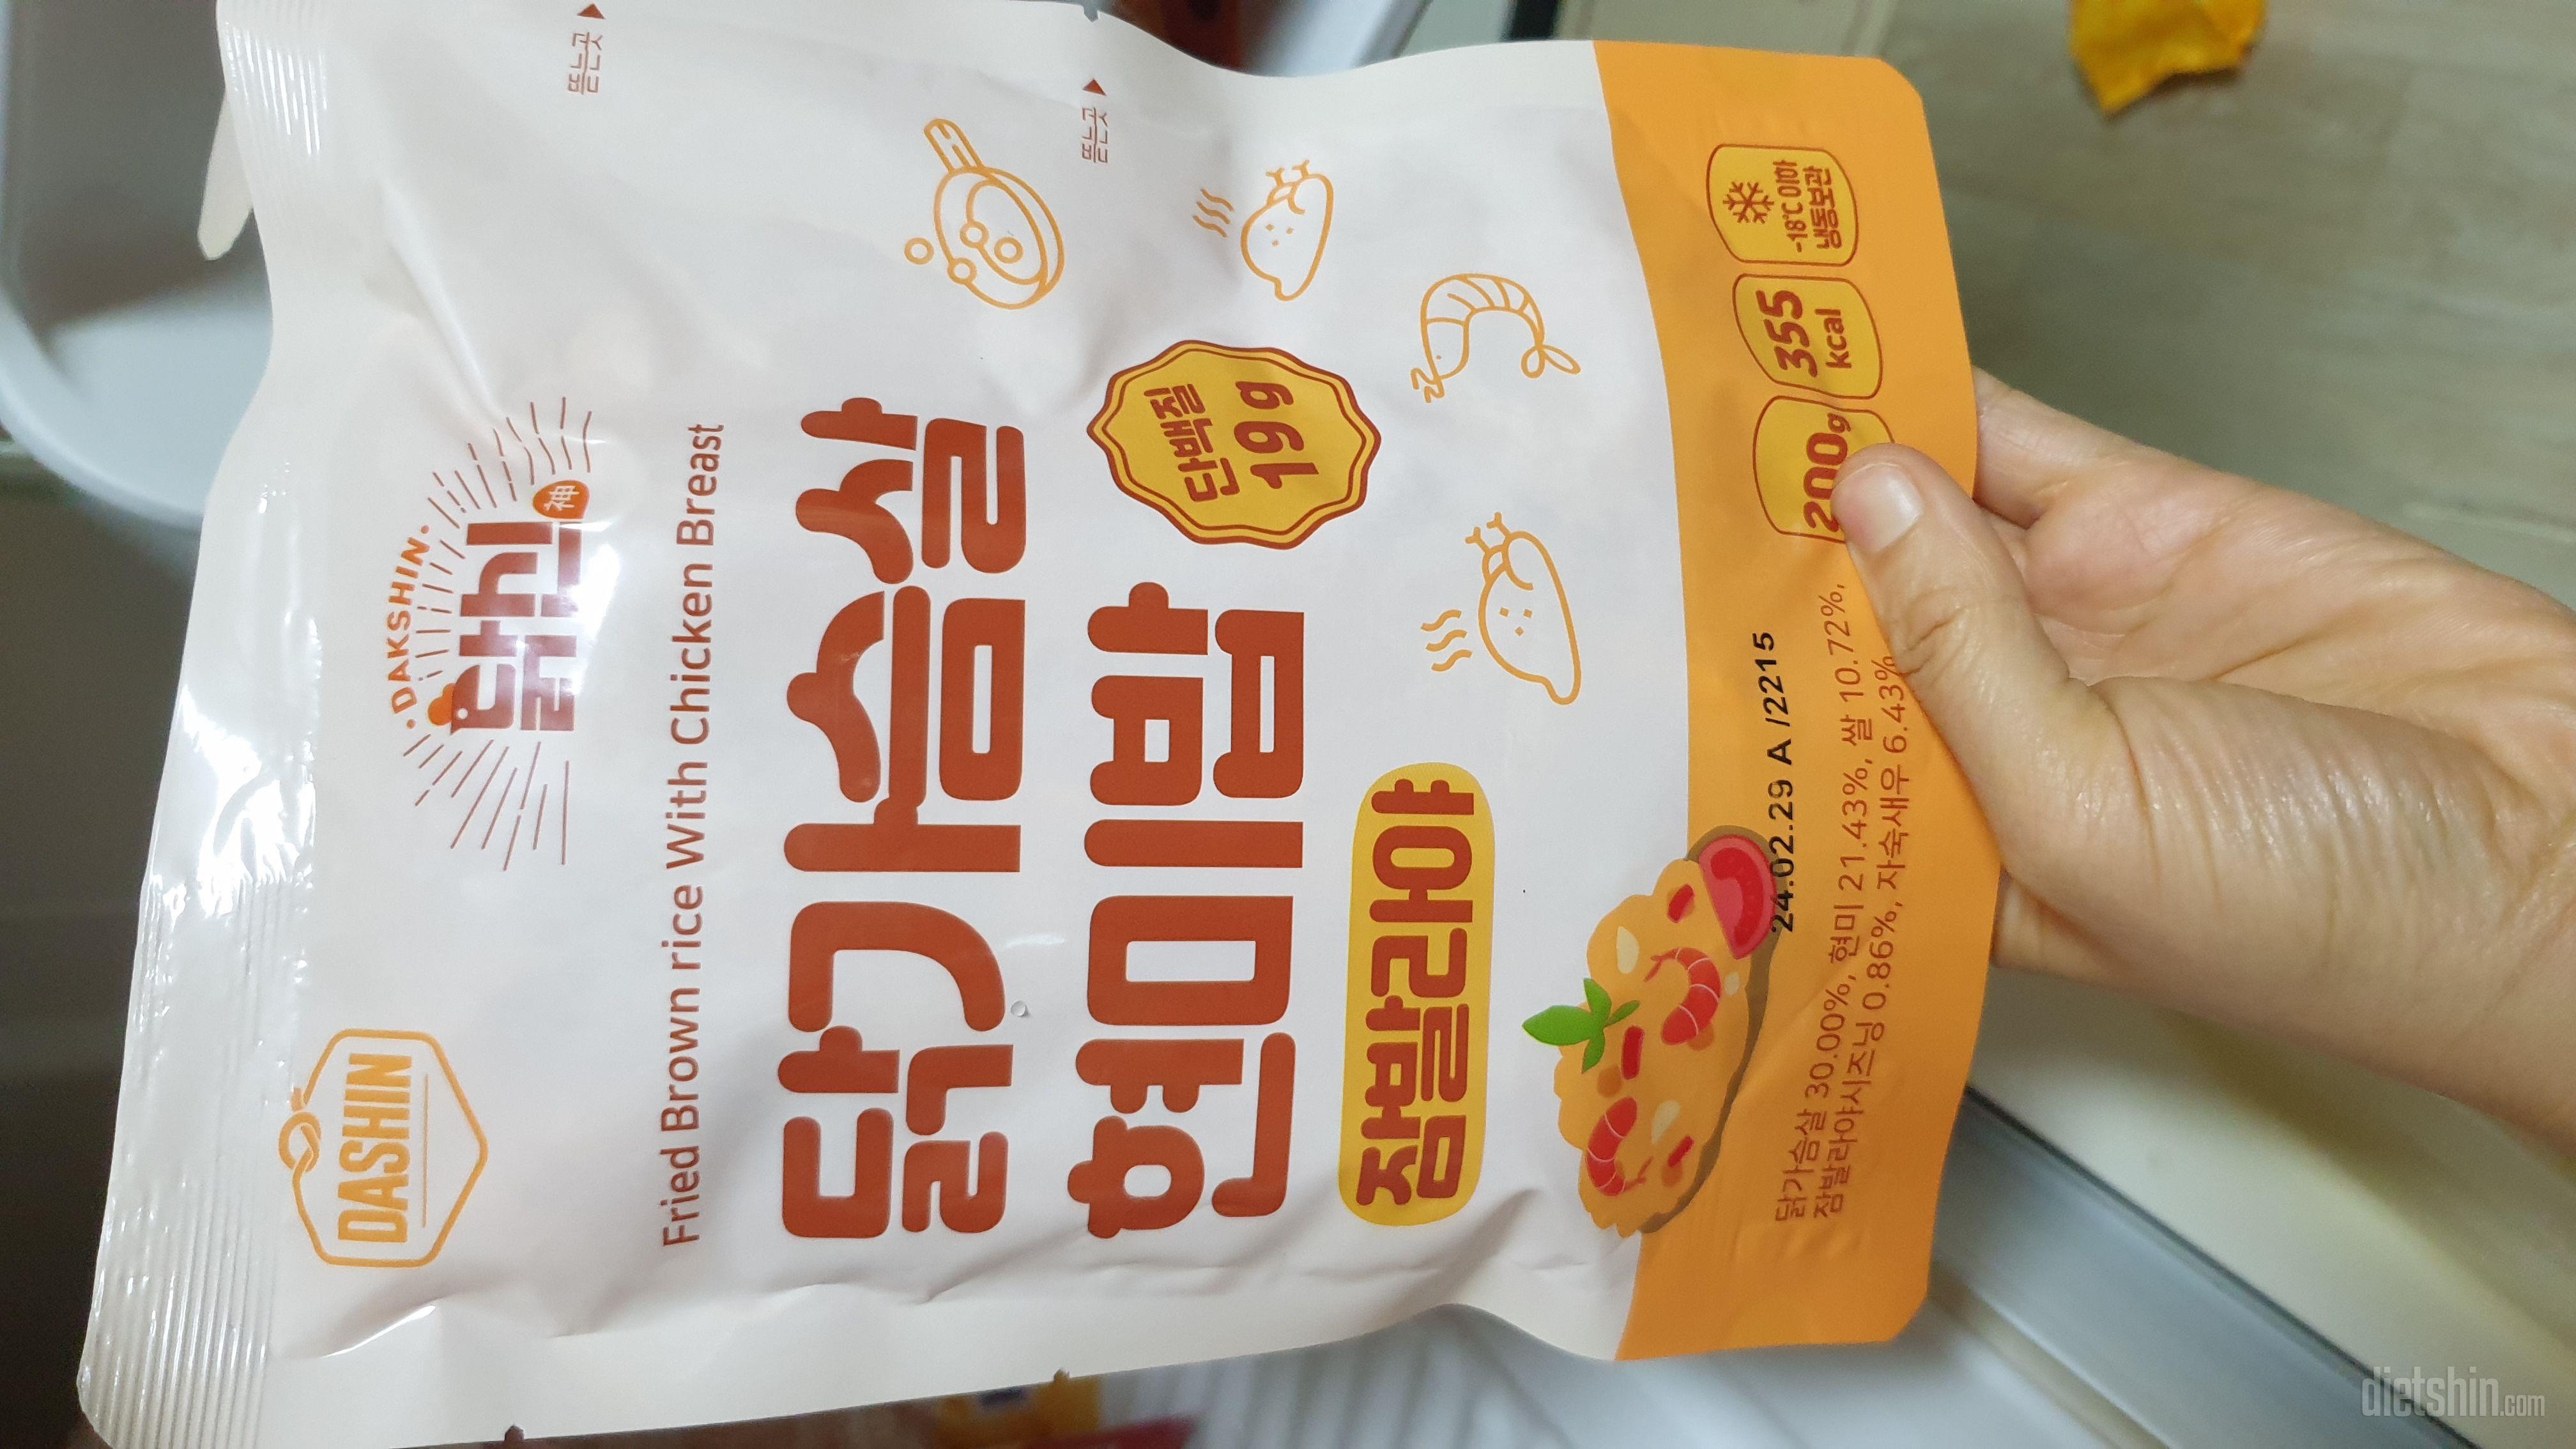 뜯는곳
뜯는곳
DASHIN
·DAKSHIN·
닭신
神
Fried Brown rice With Chicken Breast
닭가슴살
현미밥
단백질
19 g
잠발라야
24.02.29 A /2215
닭가슴살 30.00%, 현미 21.43%, 쌀 10.72%,
잠발라야시즈닝 0.86%, 자숙새우 6.43%
200g
355
kcal
-18℃ 이하
냉동보관
dietshin.com